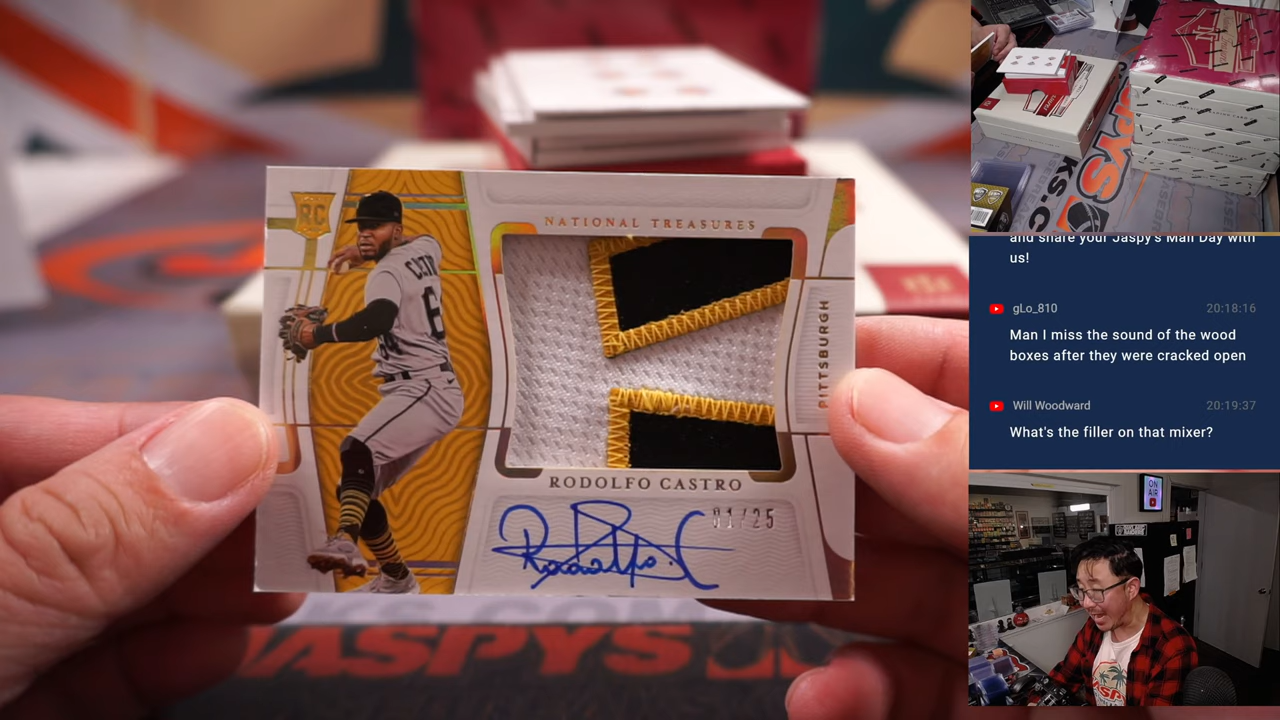 RC
NATIONAL TREASURES
PITTSBURGH
RODOLFO CASTRO
01/25
Rodolfo C
JASPYS
and share your Jaspy's Mail Day with
us!
gLo_810 20:18:16
Man I miss the sound of the wood
boxes after they were cracked open
Will Woodward 20:19:37
What's the filler on that mixer?
ON
AIR